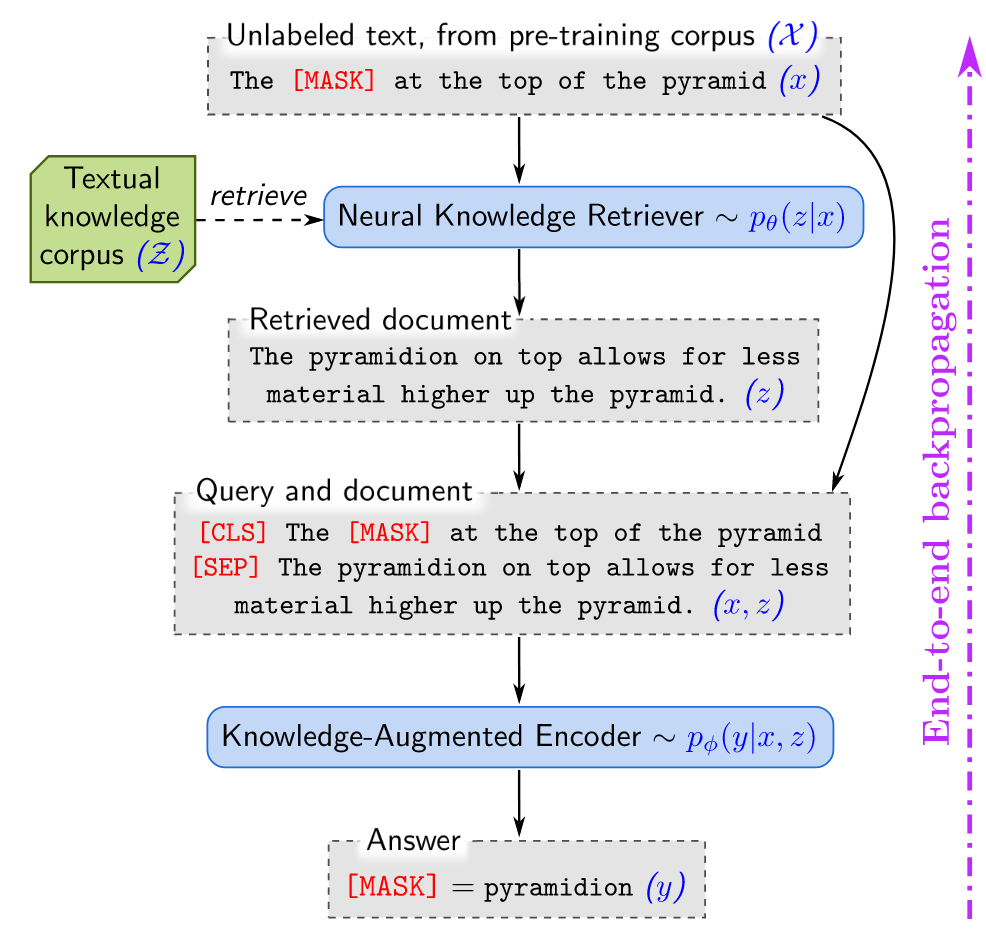 Unlabeled text, from pre-training corpus (𝒳)
The [MASK] at the top of the pyramid (x)
Textual
knowledge
corpus (𝒵)
retrieve
Neural Knowledge Retriever ∼ pθ(z|x)
Retrieved document
The pyramidion on top allows for less
material higher up the pyramid. (z)
Query and document
[CLS] The [MASK] at the top of the pyramid
[SEP] The pyramidion on top allows for less
material higher up the pyramid. (x, z)
Knowledge-Augmented Encoder ∼ pϕ(y|x, z)
Answer
[MASK] = pyramidion (y)
End-to-end backpropagation